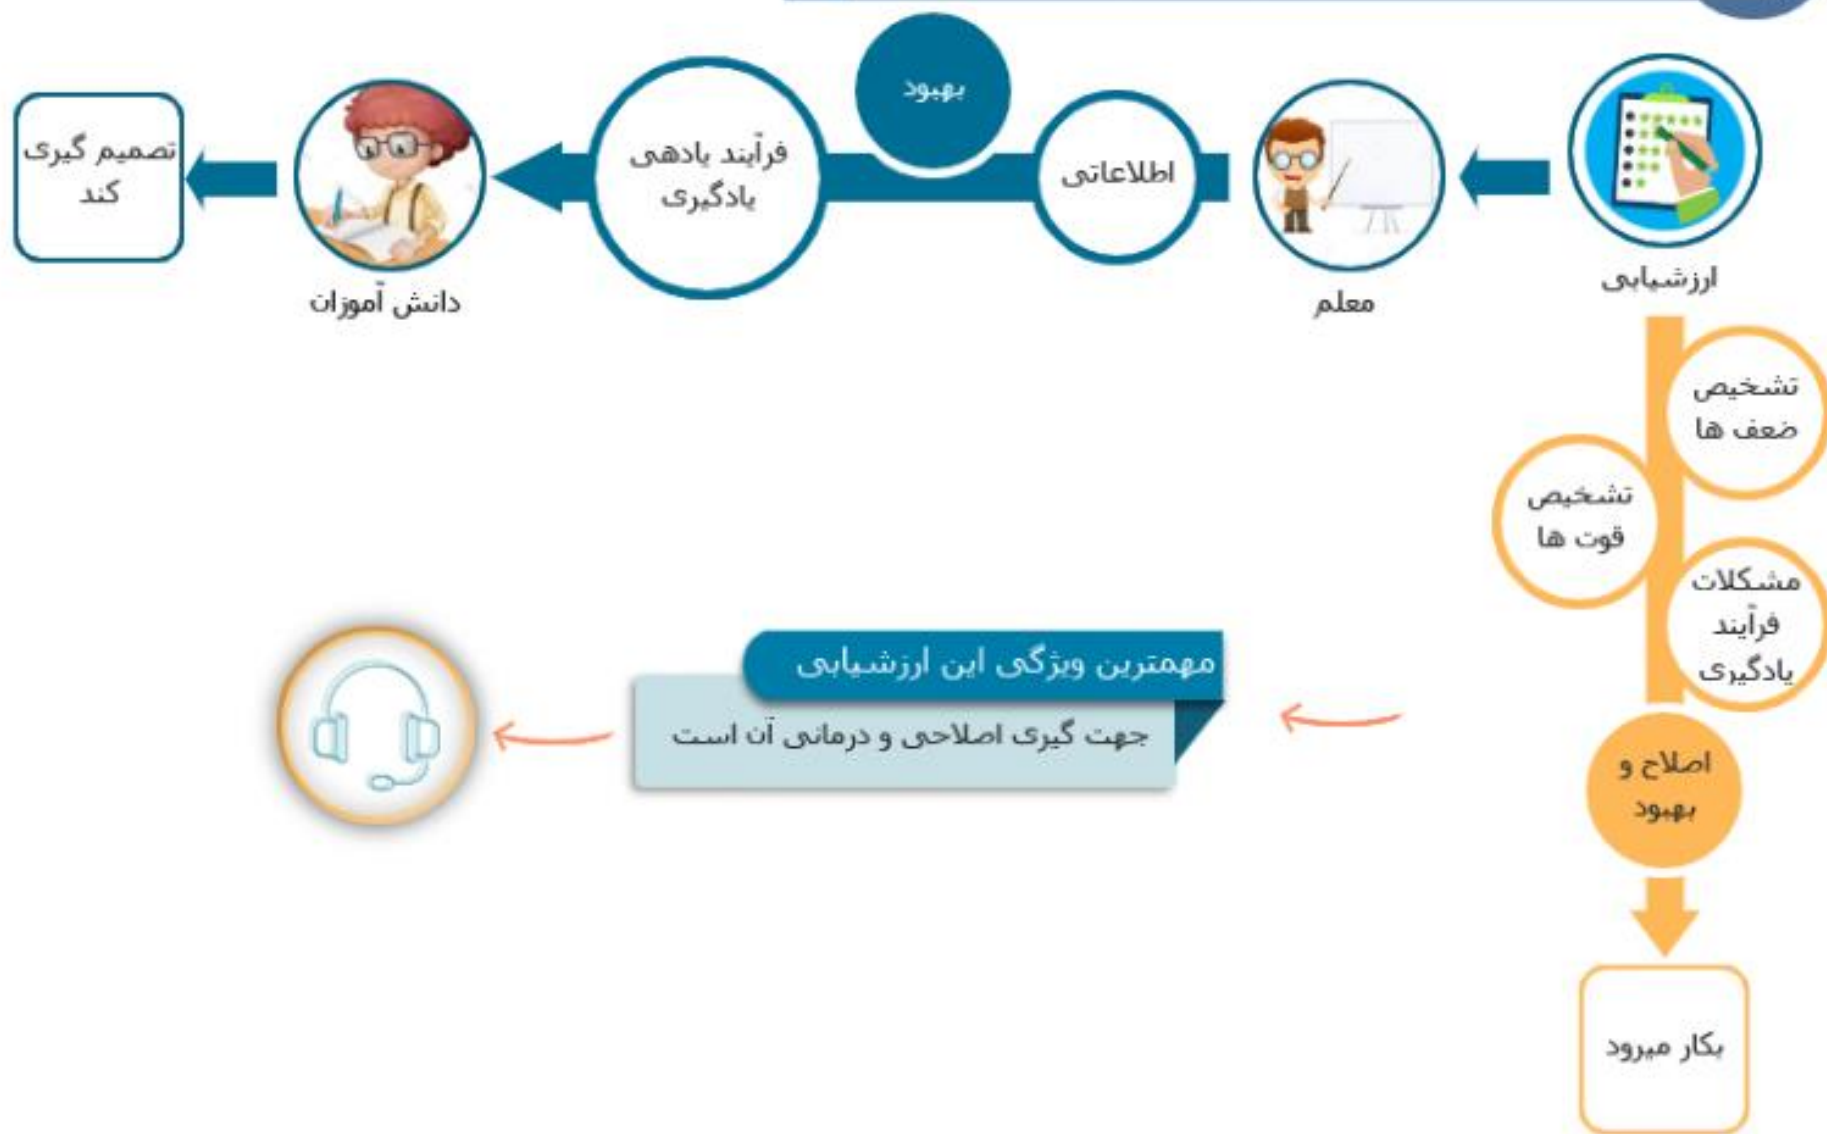 ارزشیابی
معلم
اطلاعاتی
بهبود
فرآیند یادهی
یادگیری
دانش آموزان
تصمیم گیری
کند
تشخیص
ضعف ها
تشخیص
قوت ها
مشکلات
فرآیند
یادگیری
اصلاح و
بهبود
بکار میرود
مهمترین ویژگی این ارزشیابی
جهت گیری اصلاحی و درمانی آن است